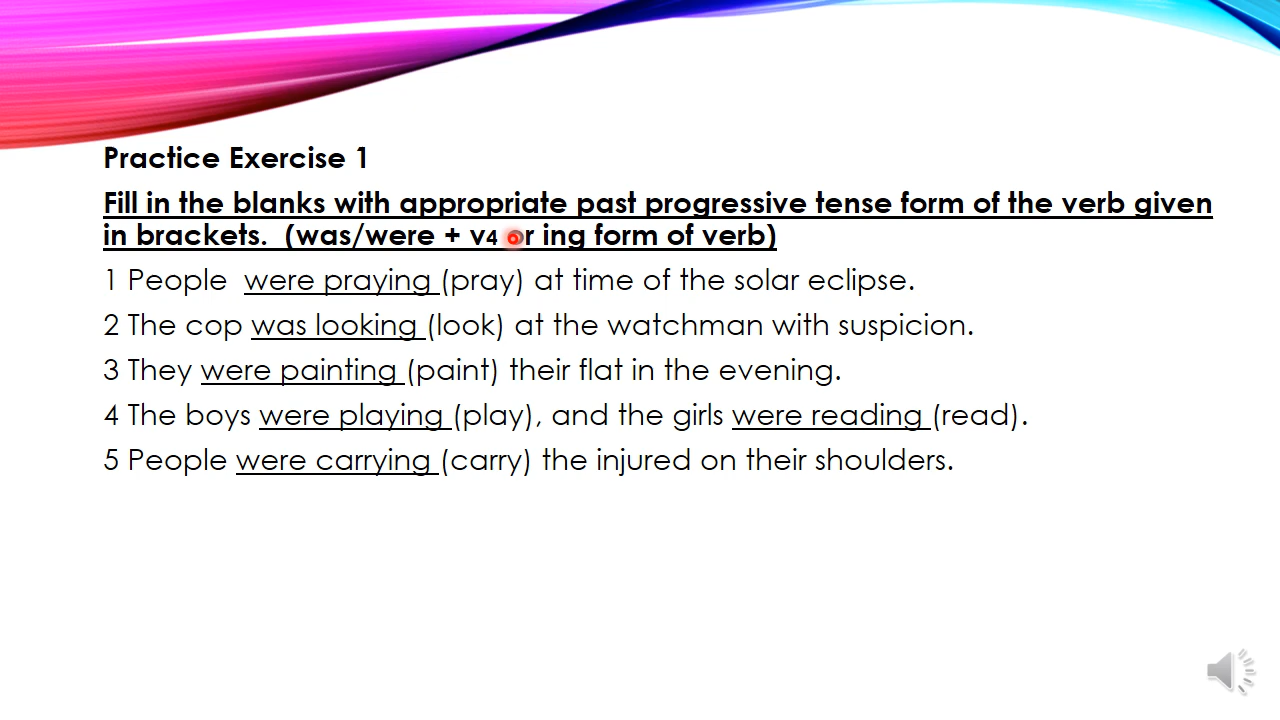 Practice Exercise 1
Fill in the blanks with appropriate past progressive tense form of the verb given
in brackets. (was/were + v4 or ing form of verb)
1 People were praying (pray) at time of the solar eclipse.
2 The cop was looking (look) at the watchman with suspicion.
3 They were painting (paint) their flat in the evening.
4 The boys were playing (play), and the girls were reading (read).
5 People were carrying (carry) the injured on their shoulders.